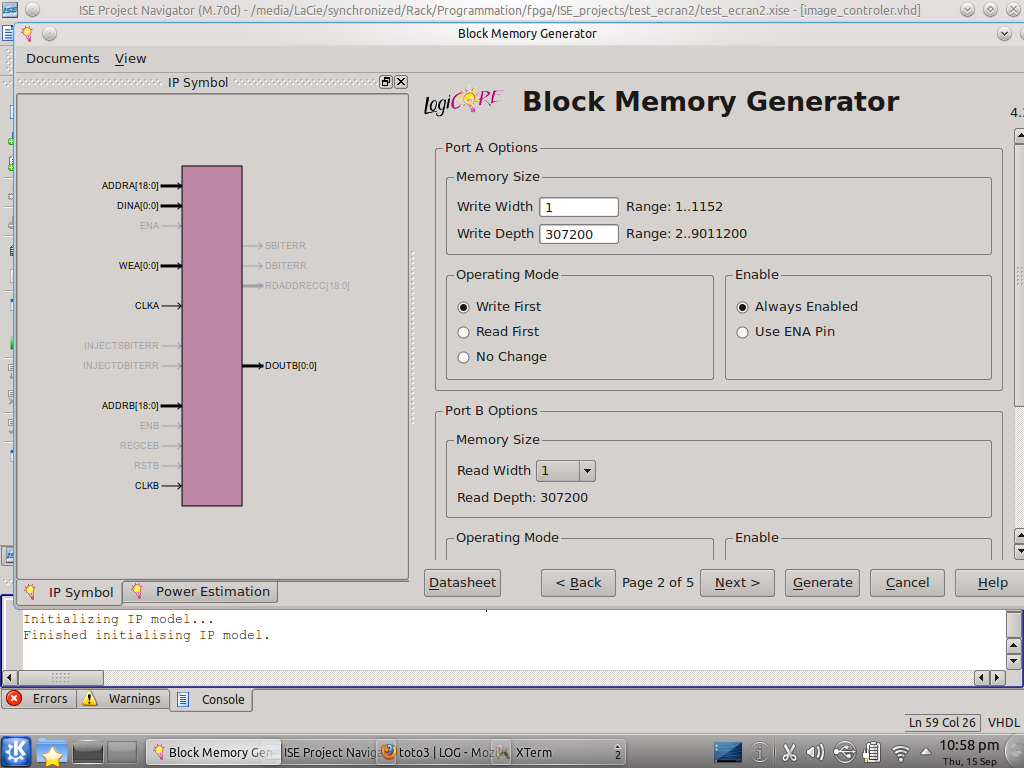 ISE Project Navigator (M.70d) - /media/LaCie/synchronized/Rack/Programmation/fpga/ISE_projects/test_ecran2/test_ecran2.xise - [image_controler.vhd]
Block Memory Generator
Documents View
IP Symbol
LogiCORE
Block Memory Generator
4.
Port A Options
Memory Size
Write Width 1 Range: 1..1152
Write Depth 307200 Range: 2..9011200
Operating Mode
Write First
Read First
No Change
Enable
Always Enabled
Use ENA Pin
Port B Options
Memory Size
Read Width 1
Read Depth: 307200
Operating Mode
Enable
ADDRA[18:0]
DINA[0:0]
ENA
WEA[0:0]
CLKA
INJECTSBITERR
INJECTDBITERR
ADDRB[18:0]
ENB
REGCEB
RSTB
CLKB
SBITERR
DBITERR
RDADDRECC[18:0]
DOUTB[0:0]
IP Symbol Power Estimation
Datasheet < Back Page 2 of 5 Next > Generate Cancel Help
Initializing IP model...
Finished initialising IP model.
Errors Warnings Console
Ln 59 Col 26 VHDL
Block Memory Gen ISE Project Naviga toto3 | LOG - Moz XTerm 2
10:58 pm
Thu, 15 Sep